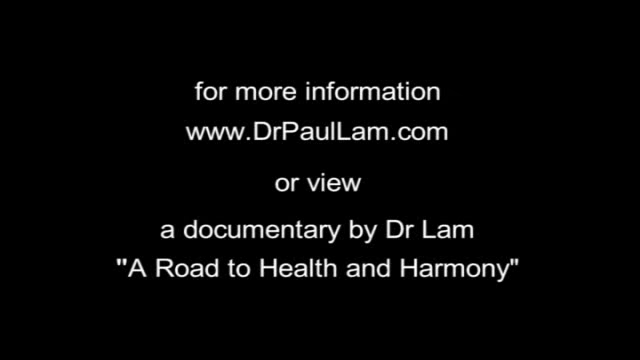 for more information
www.DrPaulLam.com
or view
a documentary by Dr Lam
"A Road to Health and Harmony"